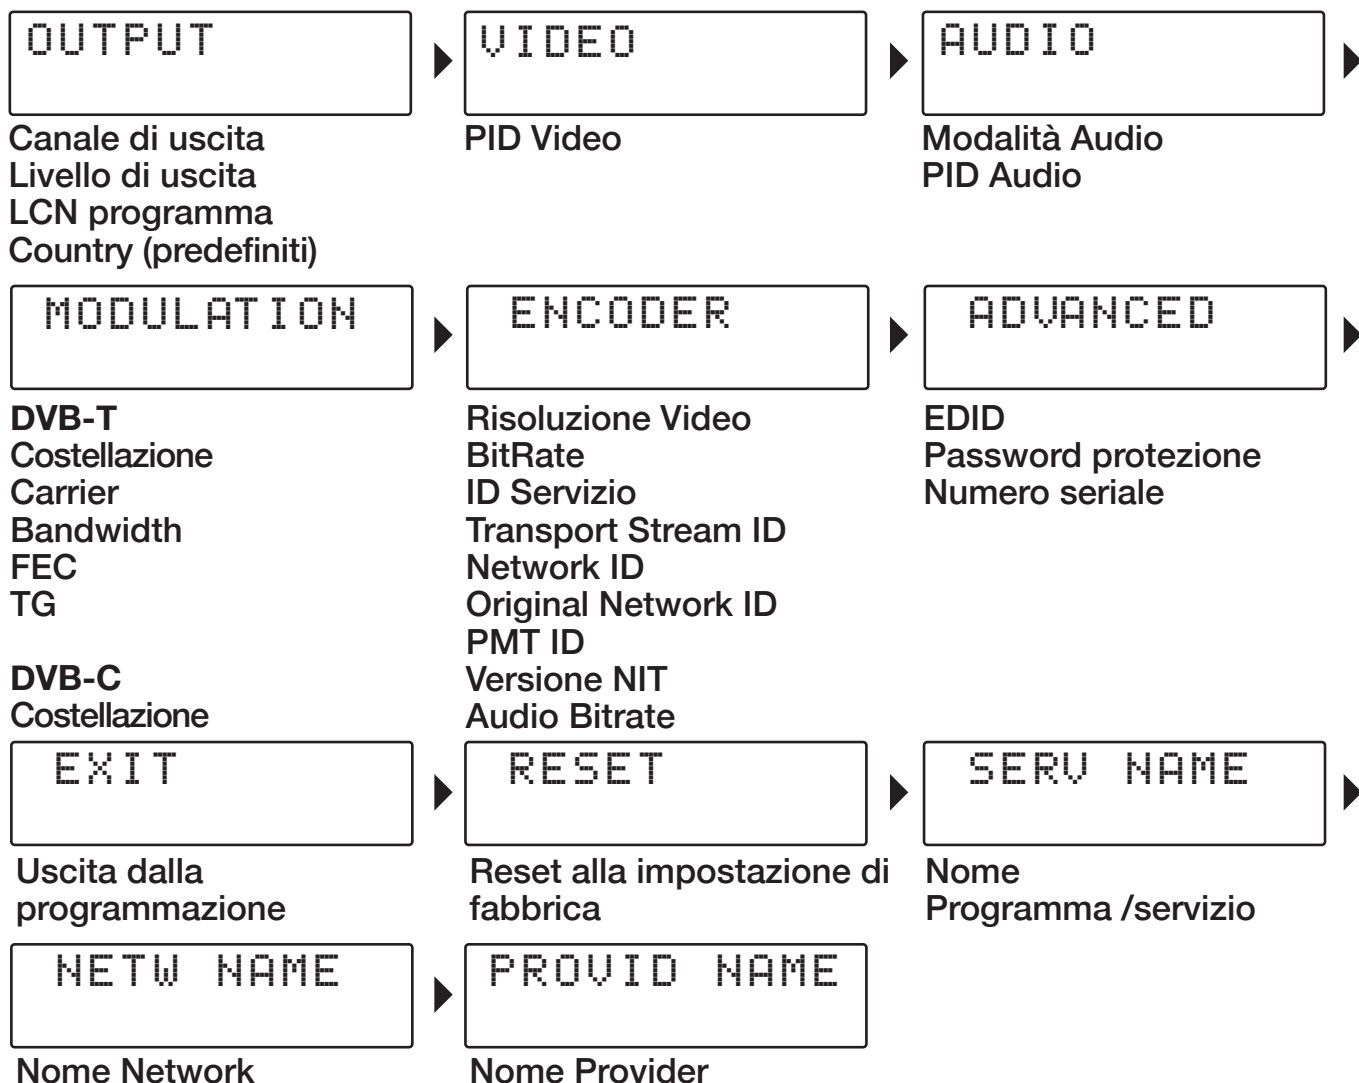 OUTPUT
Canale di uscita
Livello di uscita
LCN programma
Country (predefiniti)
VIDEO
PID Video
AUDIO
Modalità Audio
PID Audio
MODULATION
DVB-T
Costellazione
Carrier
Bandwidth
FEC
TG
DVB-C
Costellazione
ENCODER
Risoluzione Video
BitRate
ID Servizio
Transport Stream ID
Network ID
Original Network ID
PMT ID
Versione NIT
Audio Bitrate
ADVANCED
EDID
Password protezione
Numero seriale
EXIT
Uscita dalla
programmazione
RESET
Reset alla impostazione di
fabbrica
SERV NAME
Nome
Programma /servizio
NETW NAME
Nome Network
PROVID NAME
Nome Provider